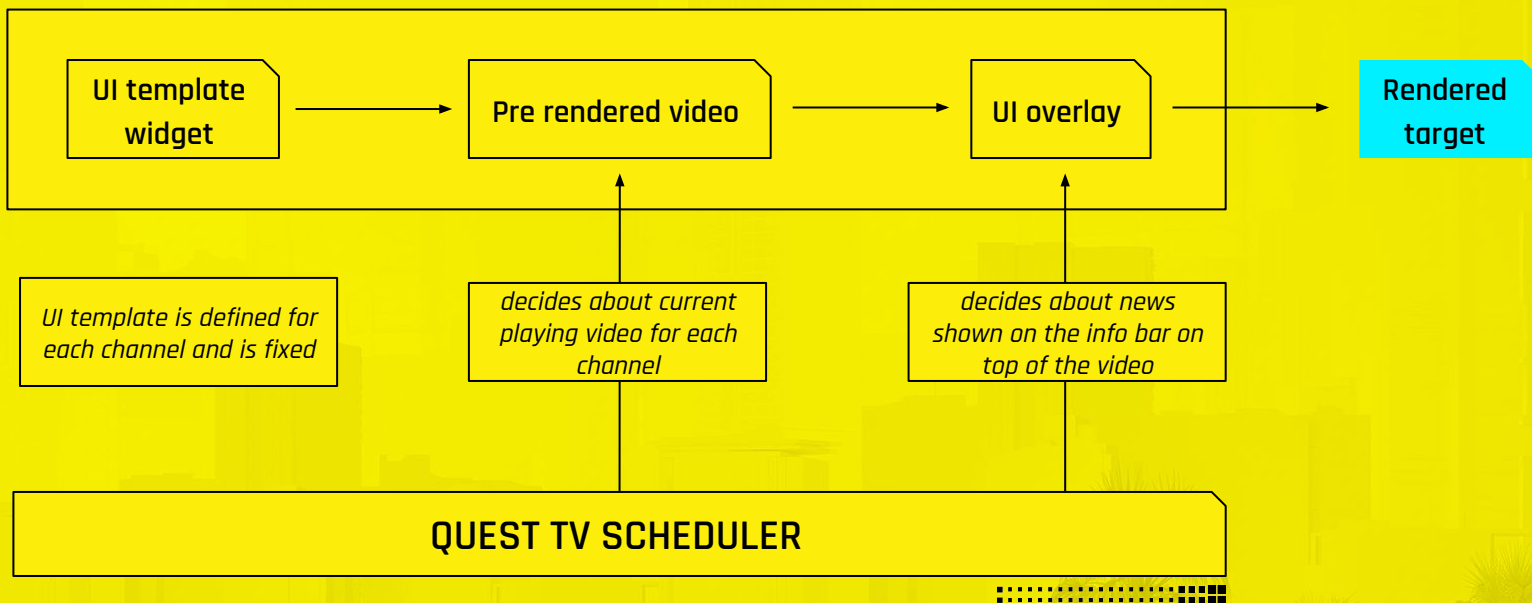 UI template
widget
Pre rendered video
UI overlay
Rendered
target
UI template is defined for
each channel and is fixed
decides about current
playing video for each
channel
decides about news
shown on the info bar on
top of the video
QUEST TV SCHEDULER